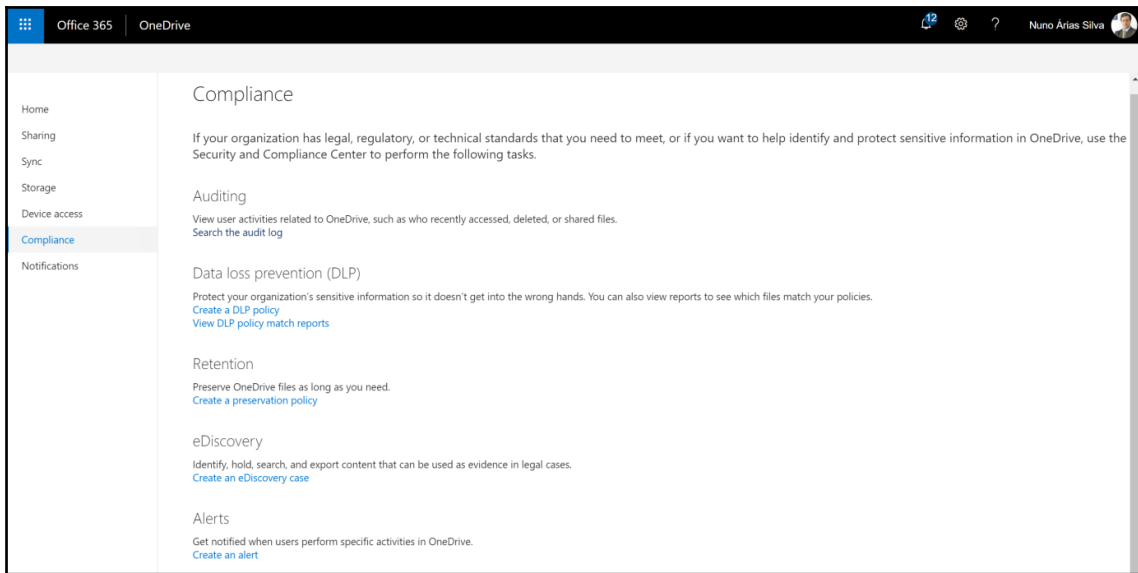 Office 365 OneDrive 12 ? Nuno Árias Silva
Home
Sharing
Sync
Storage
Device access
Compliance
Notifications
Compliance
If your organization has legal, regulatory, or technical standards that you need to meet, or if you want to help identify and protect sensitive information in OneDrive, use the
Security and Compliance Center to perform the following tasks.
Auditing
View user activities related to OneDrive, such as who recently accessed, deleted, or shared files.
Search the audit log
Data loss prevention (DLP)
Protect your organization's sensitive information so it doesn't get into the wrong hands. You can also view reports to see which files match your policies.
Create a DLP policy
View DLP policy match reports
Retention
Preserve OneDrive files as long as you need.
Create a preservation policy
eDiscovery
Identify, hold, search, and export content that can be used as evidence in legal cases.
Create an eDiscovery case
Alerts
Get notified when users perform specific activities in OneDrive.
Create an alert